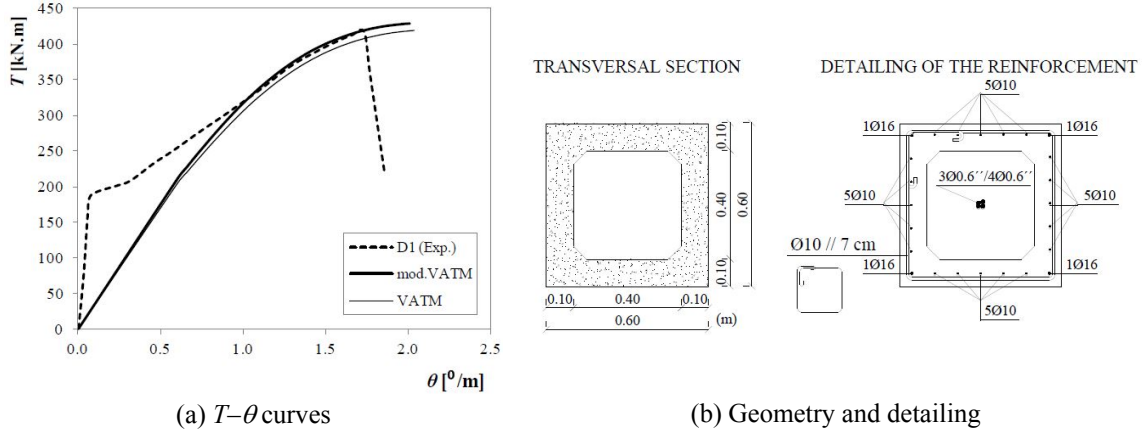 T [kN.m]
450
400
350
300
250
200
150
100
50
0
0.0 0.5 1.0 1.5 2.0 2.5
θ [⁰/m]
D1 (Exp.)
mod.VATM
VATM
(a) T–θ curves
TRANSVERSAL SECTION
0.10
0.40
0.10
0.60
0.10 0.40 0.10
(m)
0.60
DETAILING OF THE REINFORCEMENT
5Ø10
1Ø16 1Ø16
3Ø0.6´´/4Ø0.6´´
5Ø10 5Ø10
Ø10 // 7 cm
1Ø16 1Ø16
5Ø10
(b) Geometry and detailing